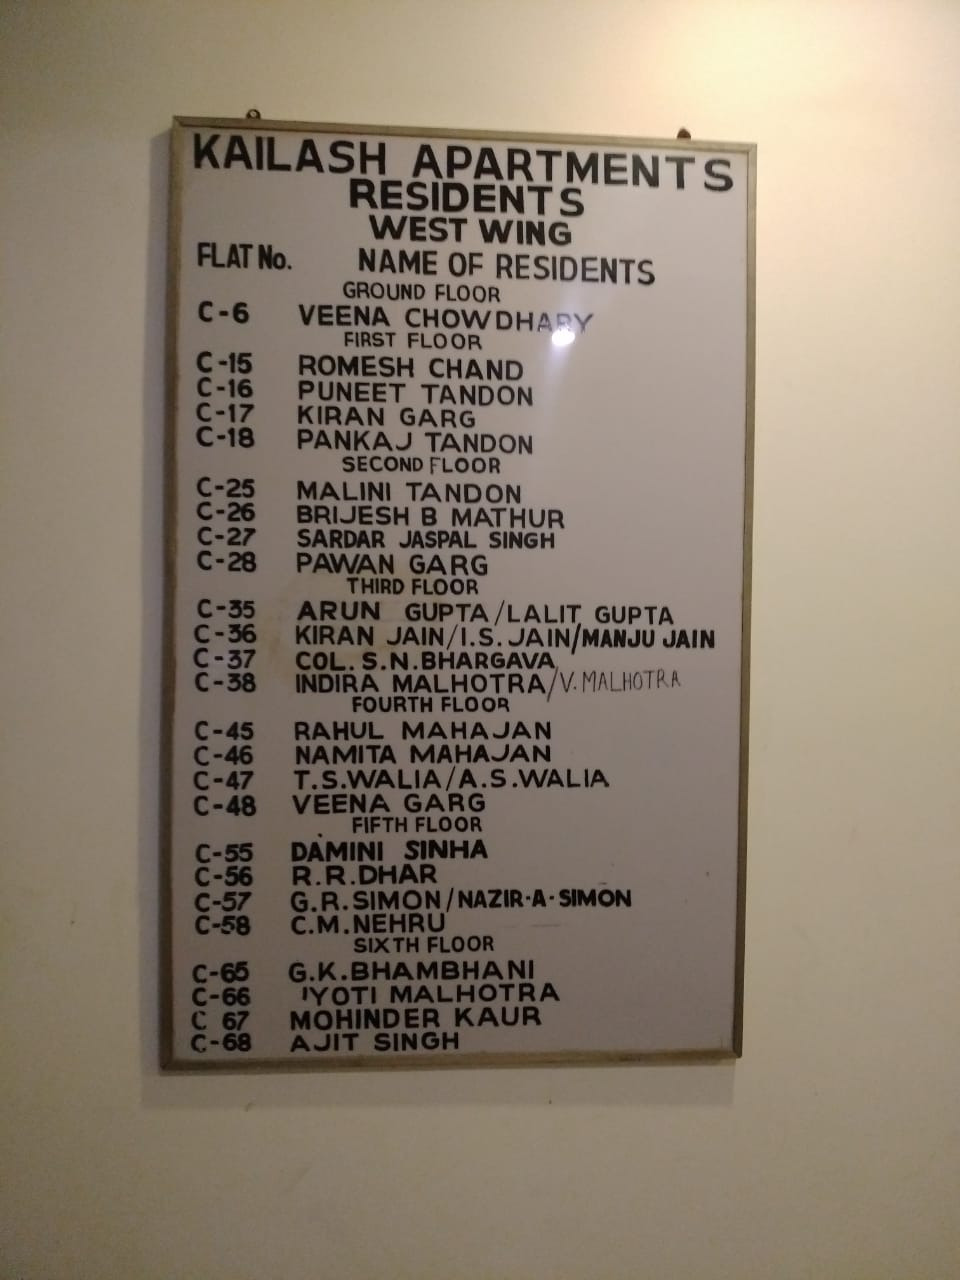 KAILASH APARTMENTS
RESIDENTS
WEST WING
FLAT No. NAME OF RESIDENTS
GROUND FLOOR
C-6 VEENA CHOWDHARY
FIRST FLOOR
C-15 ROMESH CHAND
C-16 PUNEET TANDON
C-17 KIRAN GARG
C-18 PANKAJ TANDON
SECOND FLOOR
C-25 MALINI TANDON
C-26 BRIJESH B MATHUR
C-27 SARDAR JASPAL SINGH
C-28 PAWAN GARG
THIRD FLOOR
C-35 ARUN GUPTA/LALIT GUPTA
C-36 KIRAN JAIN/I.S.JAIN/MANJU JAIN
C-37 COL.S.N.BHARGAVA
C-38 INDIRA MALHOTRA/V.MALHOTRA
FOURTH FLOOR
C-45 RAHUL MAHAJAN
C-46 NAMITA MAHAJAN
C-47 T.S.WALIA/A.S.WALIA
C-48 VEENA GARG
FIFTH FLOOR
C-55 DAMINI SINHA
C-56 R.R.DHAR
C-57 G.R.SIMON/NAZIR-A-SIMON
C-58 C.M.NEHRU
SIXTH FLOOR
C-65 G.K.BHAMBHANI
C-66 JYOTI MALHOTRA
C 67 MOHINDER KAUR
C-68 AJIT SINGH